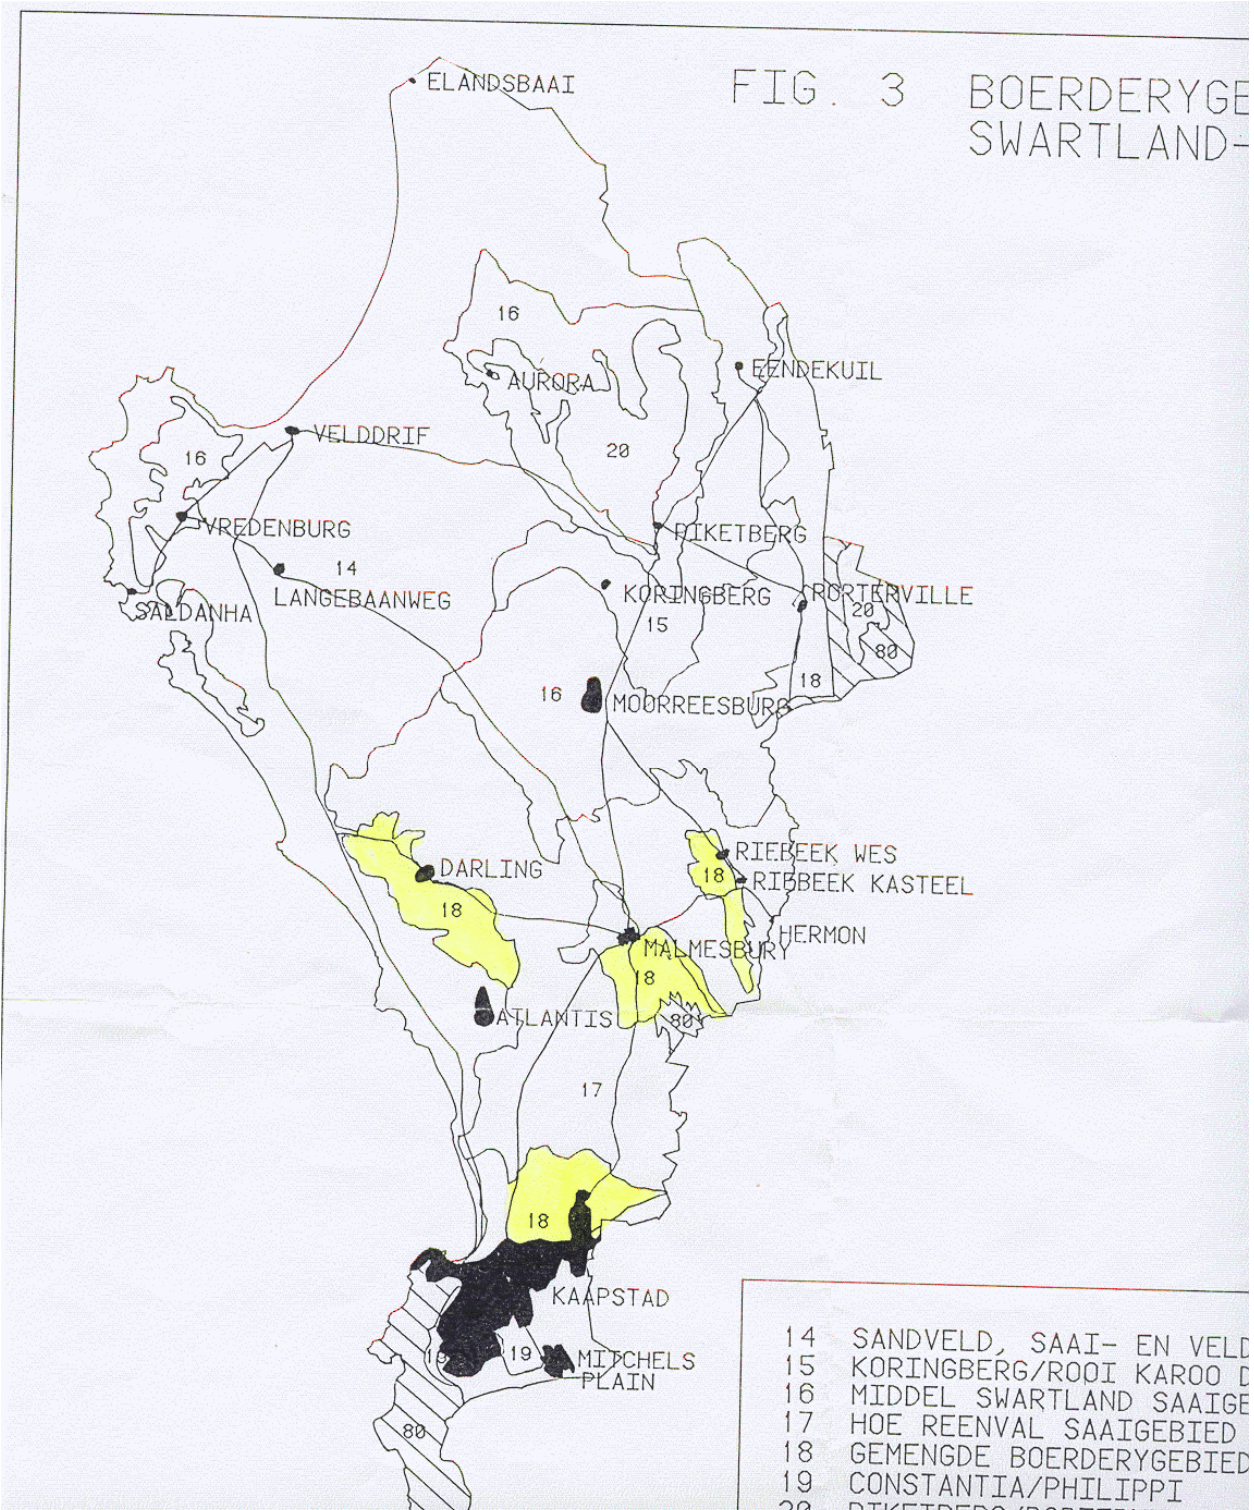 FIG. 3 BOERDERYGE
SWARTLAND-
ELANDSBAAI
16
AURORA
EENDEKUIL
VELDDRIF
20
16
VREDENBURG
PIKETBERG
14
LANGEBAANWEG
KORINGBERG
PORTERVILLE
SALDANHA
15
20
80
16
18
MOORREESBURG
RIEBEEK WES
DARLING
18
RIEBEEK KASTEEL
18
HERMON
MALMESBURY
18
ATLANTIS
80
17
18
KAAPSTAD
19
19
MITCHELS
PLAIN
80
14 SANDVELD, SAAI- EN VELD
15 KORINGBERG/ROOI KAROO D
16 MIDDEL SWARTLAND SAAIGE
17 HOE REENVAL SAAIGEBIED
18 GEMENGDE BOERDERYGEBIED
19 CONSTANTIA/PHILIPPI